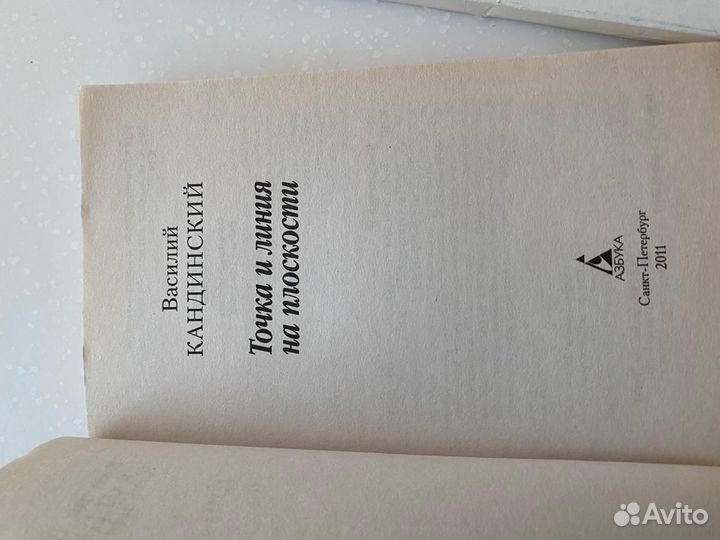 Василий
КАНДИНСКИЙ
Точка и линия
на плоскости
АЗБУКА
Санкт-Петербург
2011
Avito